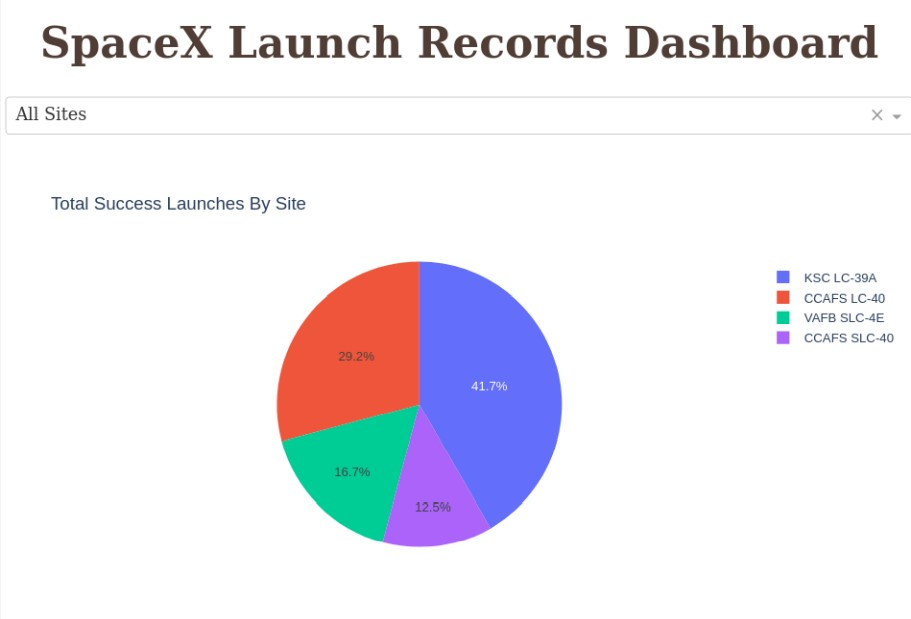 SpaceX Launch Records Dashboard
All Sites
Total Success Launches By Site
KSC LC-39A
CCAFS LC-40
VAFB SLC-4E
CCAFS SLC-40
29.2%
41.7%
16.7%
12.5%